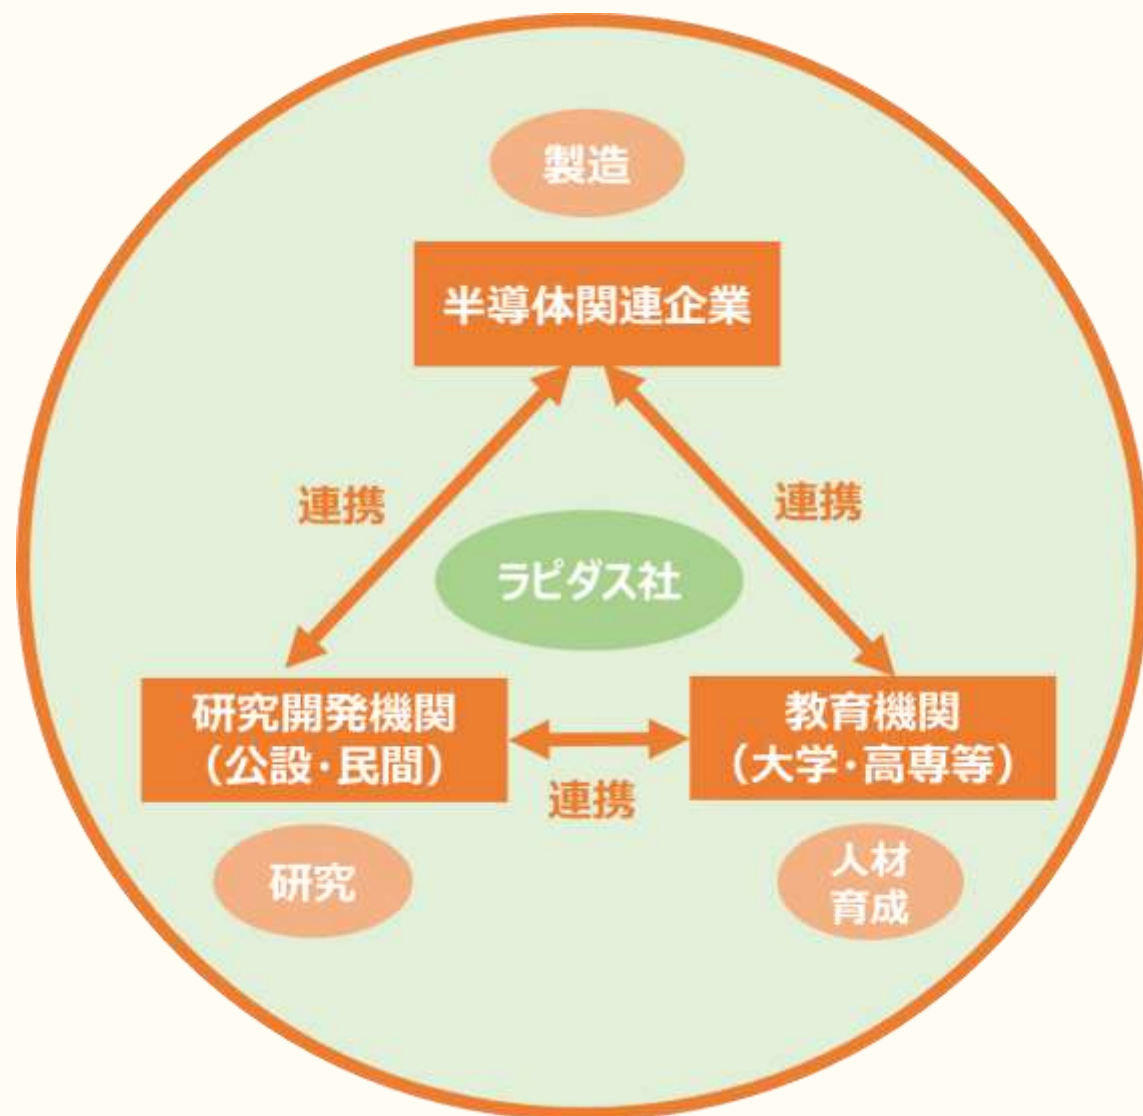 製造
半導体関連企業
連携
連携
ラピダス社
研究開発機関
（公設・民間）
連携
教育機関
（大学・高専等）
研究
人材
育成